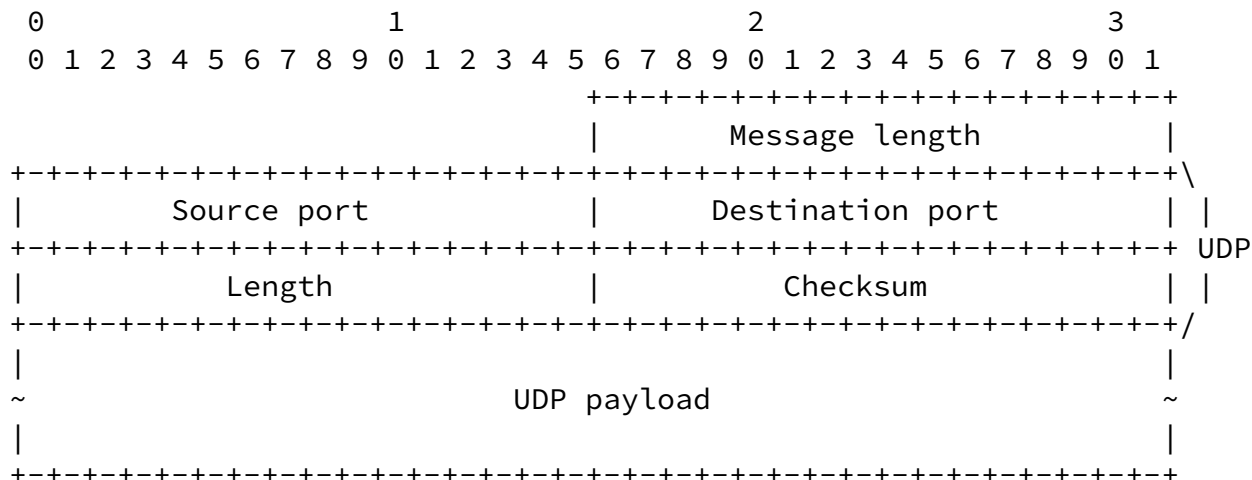 0                   1                   2                   3
 0 1 2 3 4 5 6 7 8 9 0 1 2 3 4 5 6 7 8 9 0 1 2 3 4 5 6 7 8 9 0 1
                                +-+-+-+-+-+-+-+-+-+-+-+-+-+-+-+-+
                                |       Message length          |
+-+-+-+-+-+-+-+-+-+-+-+-+-+-+-+-+-+-+-+-+-+-+-+-+-+-+-+-+-+-+-+-+\
|        Source port            |      Destination port         | |
+-+-+-+-+-+-+-+-+-+-+-+-+-+-+-+-+-+-+-+-+-+-+-+-+-+-+-+-+-+-+-+-+ UDP
|           Length              |          Checksum             | |
+-+-+-+-+-+-+-+-+-+-+-+-+-+-+-+-+-+-+-+-+-+-+-+-+-+-+-+-+-+-+-+-+/
|                                                               |
~                           UDP payload                         ~
|                                                               |
+-+-+-+-+-+-+-+-+-+-+-+-+-+-+-+-+-+-+-+-+-+-+-+-+-+-+-+-+-+-+-+-+